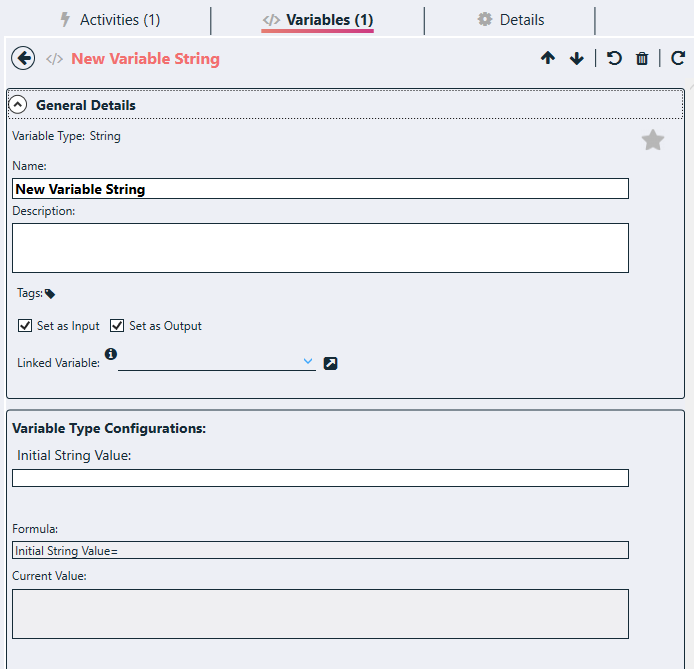 Activities (1)
</> Variables (1)
Details
</> New Variable String
General Details
Variable Type: String
Name:
New Variable String
Description:
Tags:
Set as Input
Set as Output
Linked Variable:
Variable Type Configurations:
Initial String Value:
Formula:
Initial String Value=
Current Value: